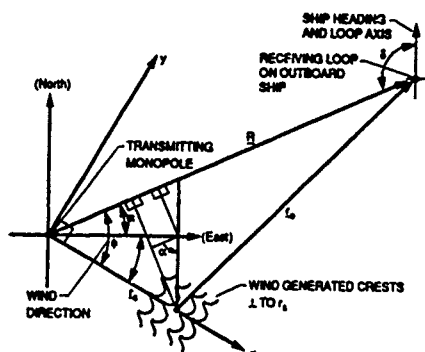 SHIP HEADING
AND LOOP AXIS
RECEIVING LOOP
ON OUTBOARD
SHIP
δ
y
(North)
TRANSMITTING
MONOPOLE
R
r₀
α
(East)
ϕ
α
WIND
DIRECTION
WIND GENERATED CRESTS
⊥ TO